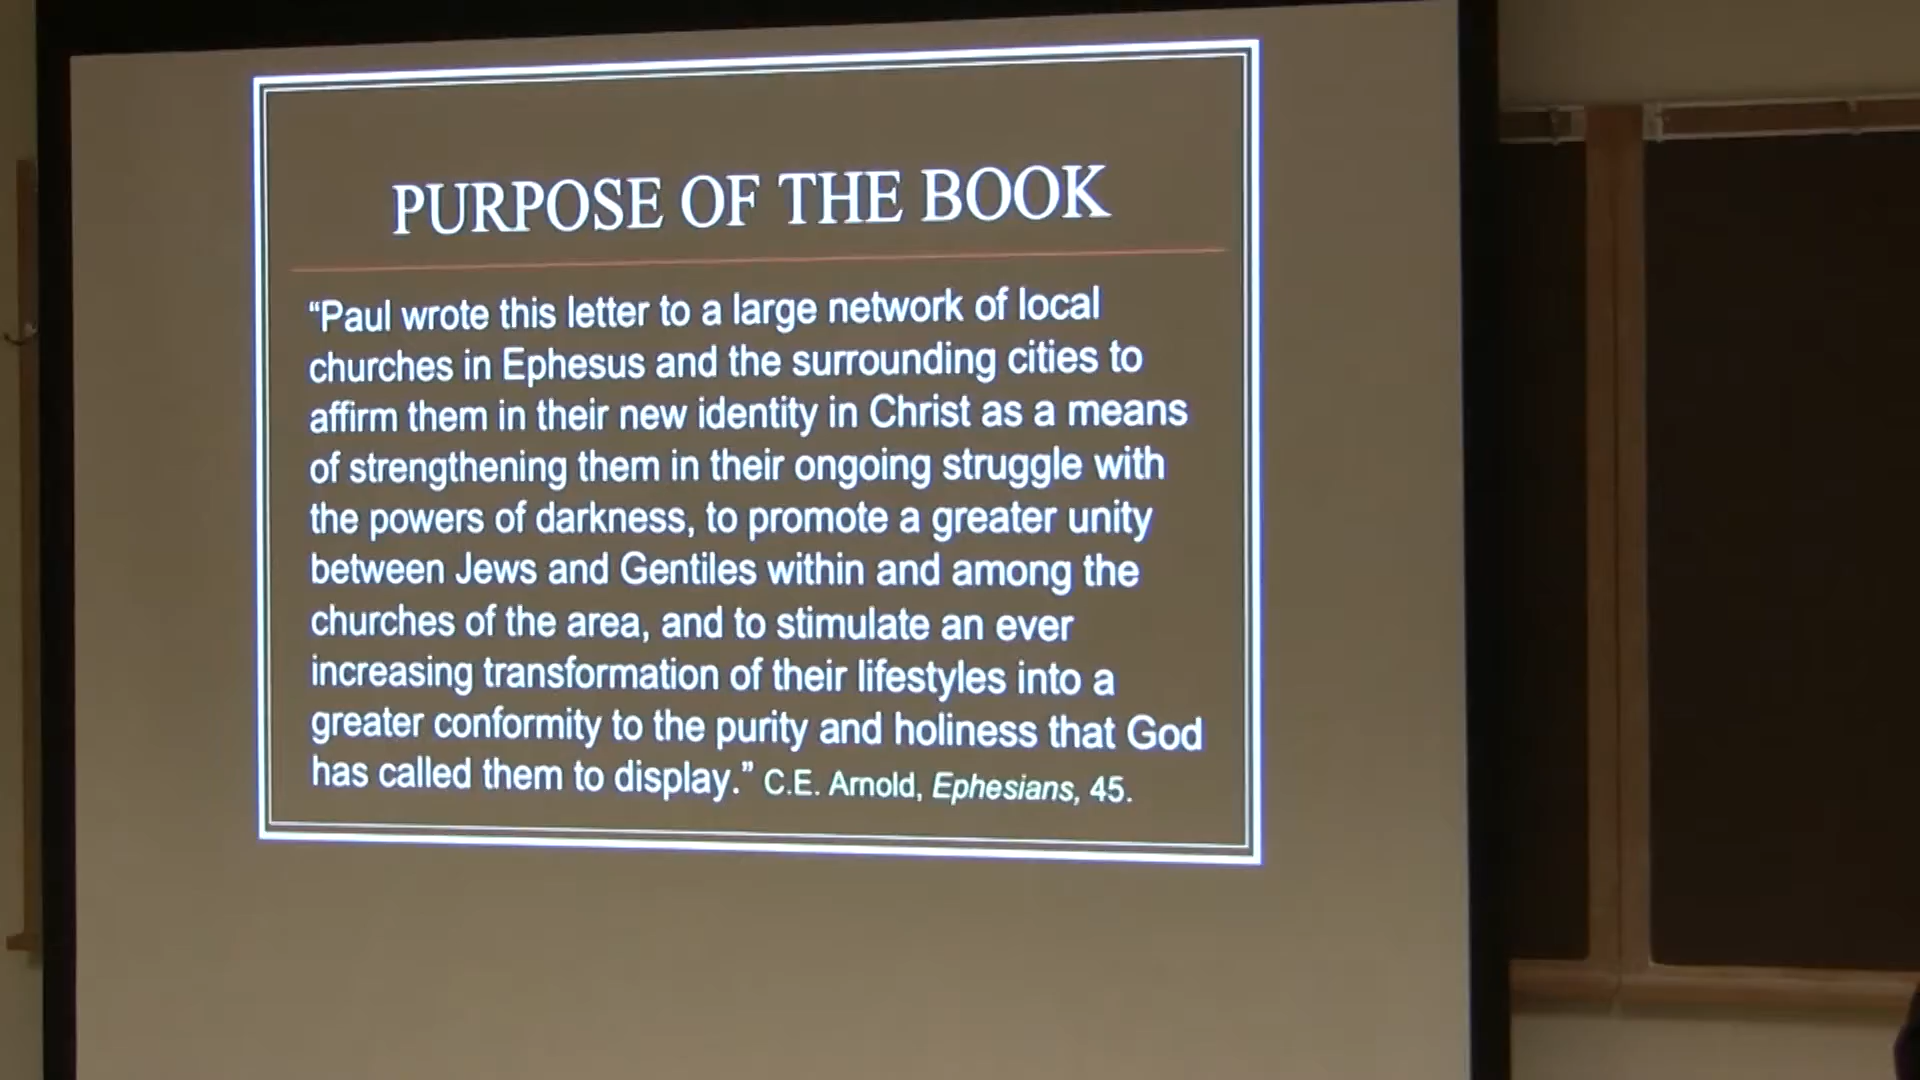 PURPOSE OF THE BOOK
“Paul wrote this letter to a large network of local
churches in Ephesus and the surrounding cities to
affirm them in their new identity in Christ as a means
of strengthening them in their ongoing struggle with
the powers of darkness, to promote a greater unity
between Jews and Gentiles within and among the
churches of the area, and to stimulate an ever
increasing transformation of their lifestyles into a
greater conformity to the purity and holiness that God
has called them to display.” C.E. Arnold, Ephesians, 45.